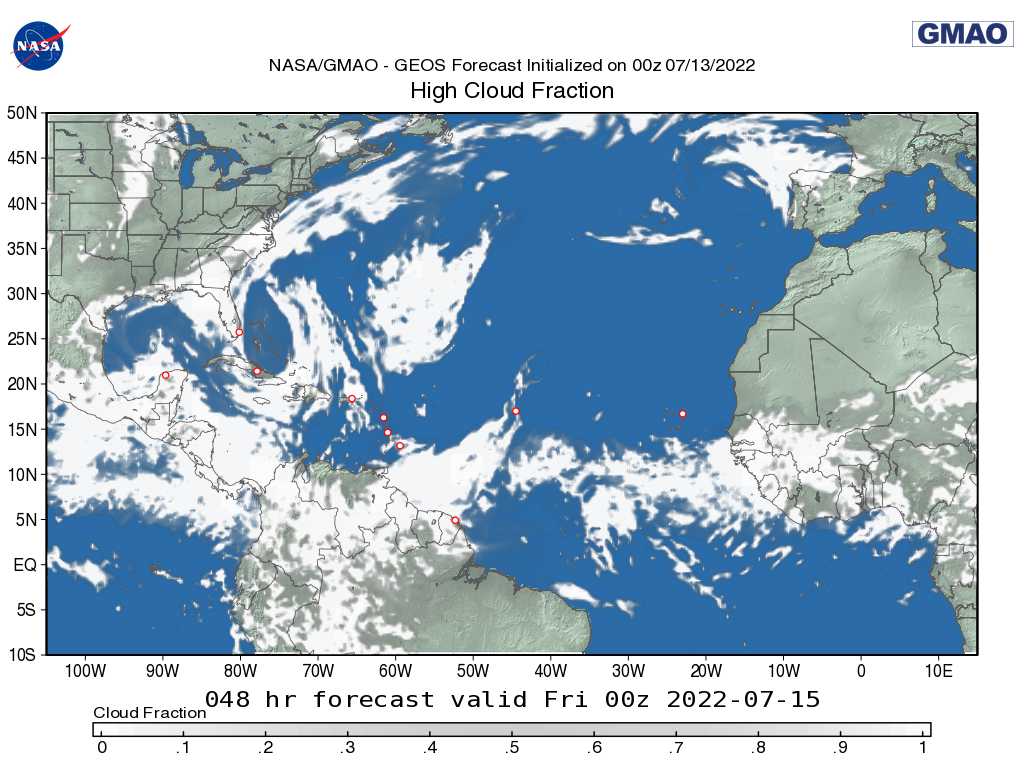 NASA
GMAO
NASA/GMAO - GEOS Forecast Initialized on 00z 07/13/2022
High Cloud Fraction
50N
45N
40N
35N
30N
25N
20N
15N
10N
5N
EQ
5S
10S
100W 90W 80W 70W 60W 50W 40W 30W 20W 10W 0 10E
048 hr forecast valid Fri 00z 2022-07-15
Cloud Fraction
0 .1 .2 .3 .4 .5 .6 .7 .8 .9 1